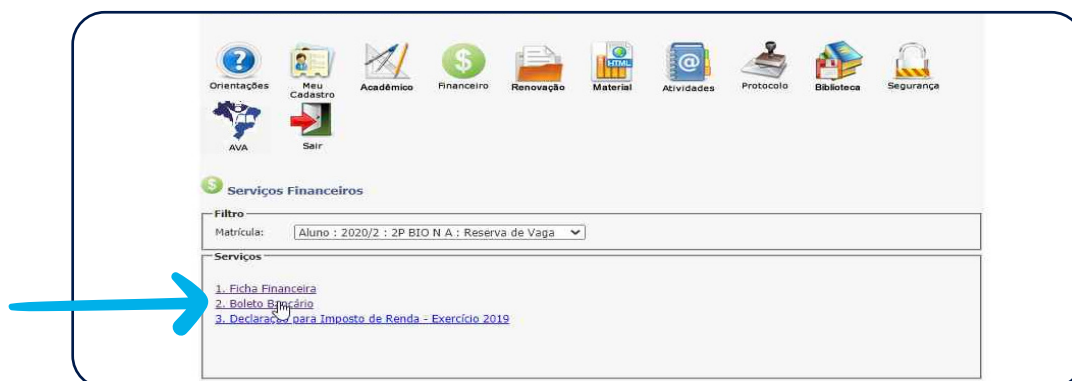 Orientações Meu Cadastro Acadêmico Financeiro Renovação Material Atividades Protocolo Biblioteca Segurança
HTML
@
$
?
AVA Sair
$ Serviços Financeiros
Filtro
Matrícula: Aluno : 2020/2 : 2P BIO N A : Reserva de Vaga
Serviços
1. Ficha Financeira
2. Boleto Bancário
3. Declaração para Imposto de Renda - Exercício 2019